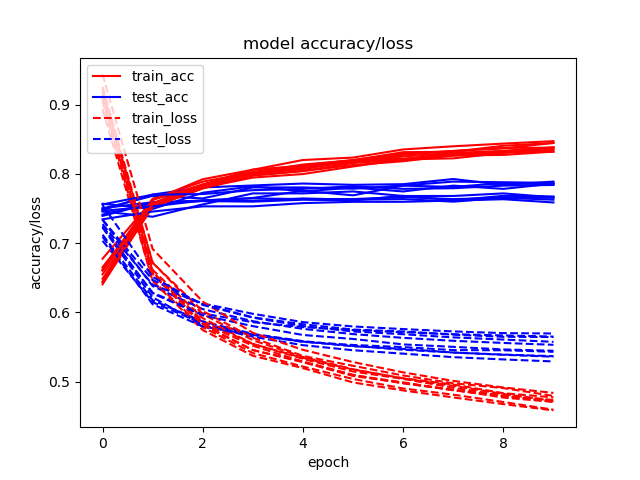 model accuracy/loss
train_acc
test_acc
train_loss
test_loss
accuracy/loss
0.9
0.8
0.7
0.6
0.5
0 2 4 6 8
epoch